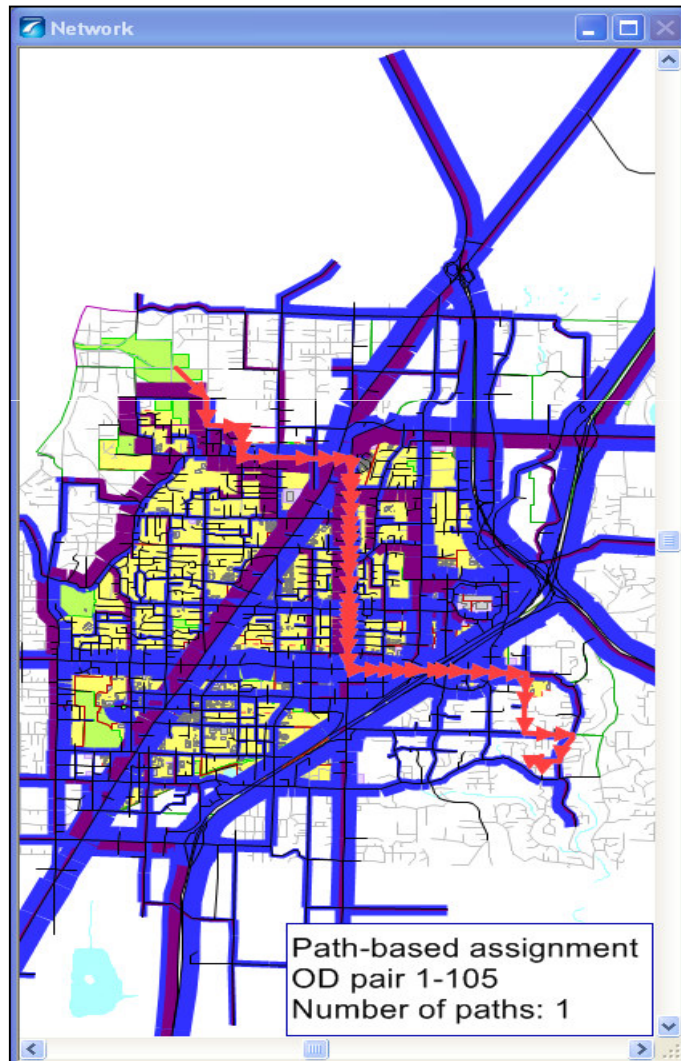 Network
Path-based assignment
OD pair 1-105
Number of paths: 1